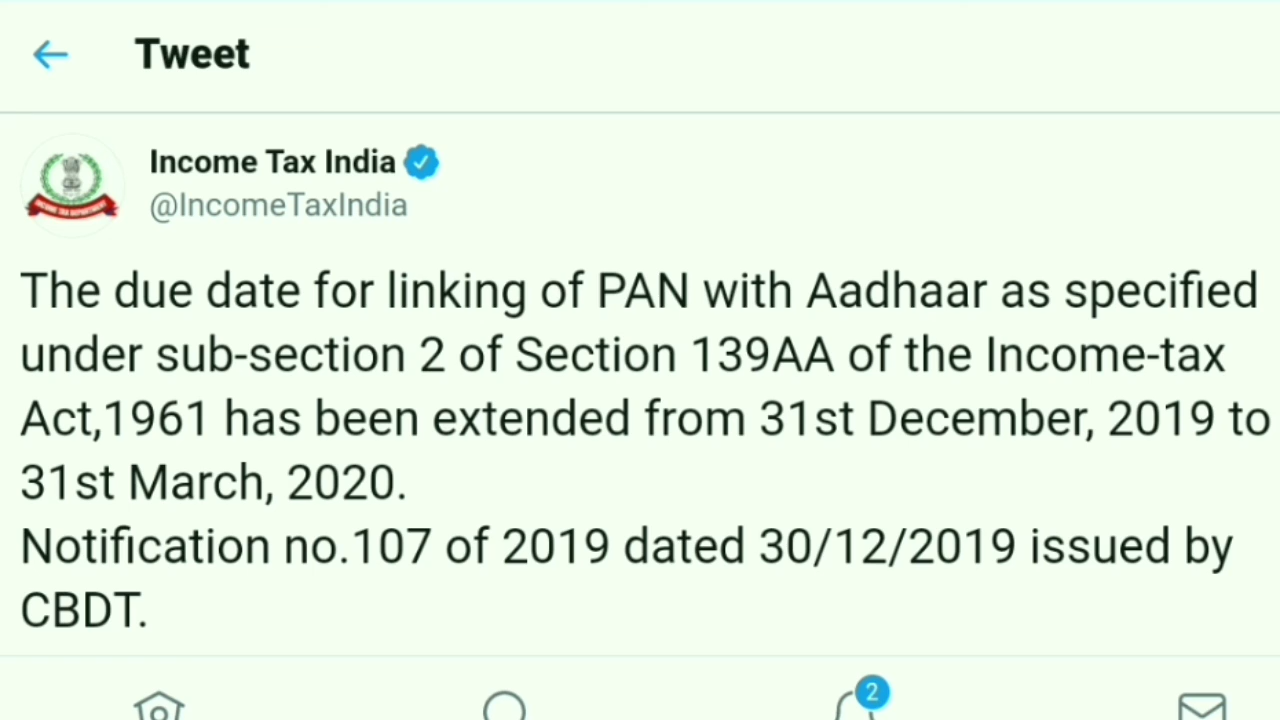 Tweet
Income Tax India
@IncomeTaxIndia
The due date for linking of PAN with Aadhaar as specified
under sub-section 2 of Section 139AA of the Income-tax
Act,1961 has been extended from 31st December, 2019 to
31st March, 2020.
Notification no.107 of 2019 dated 30/12/2019 issued by
CBDT.
2